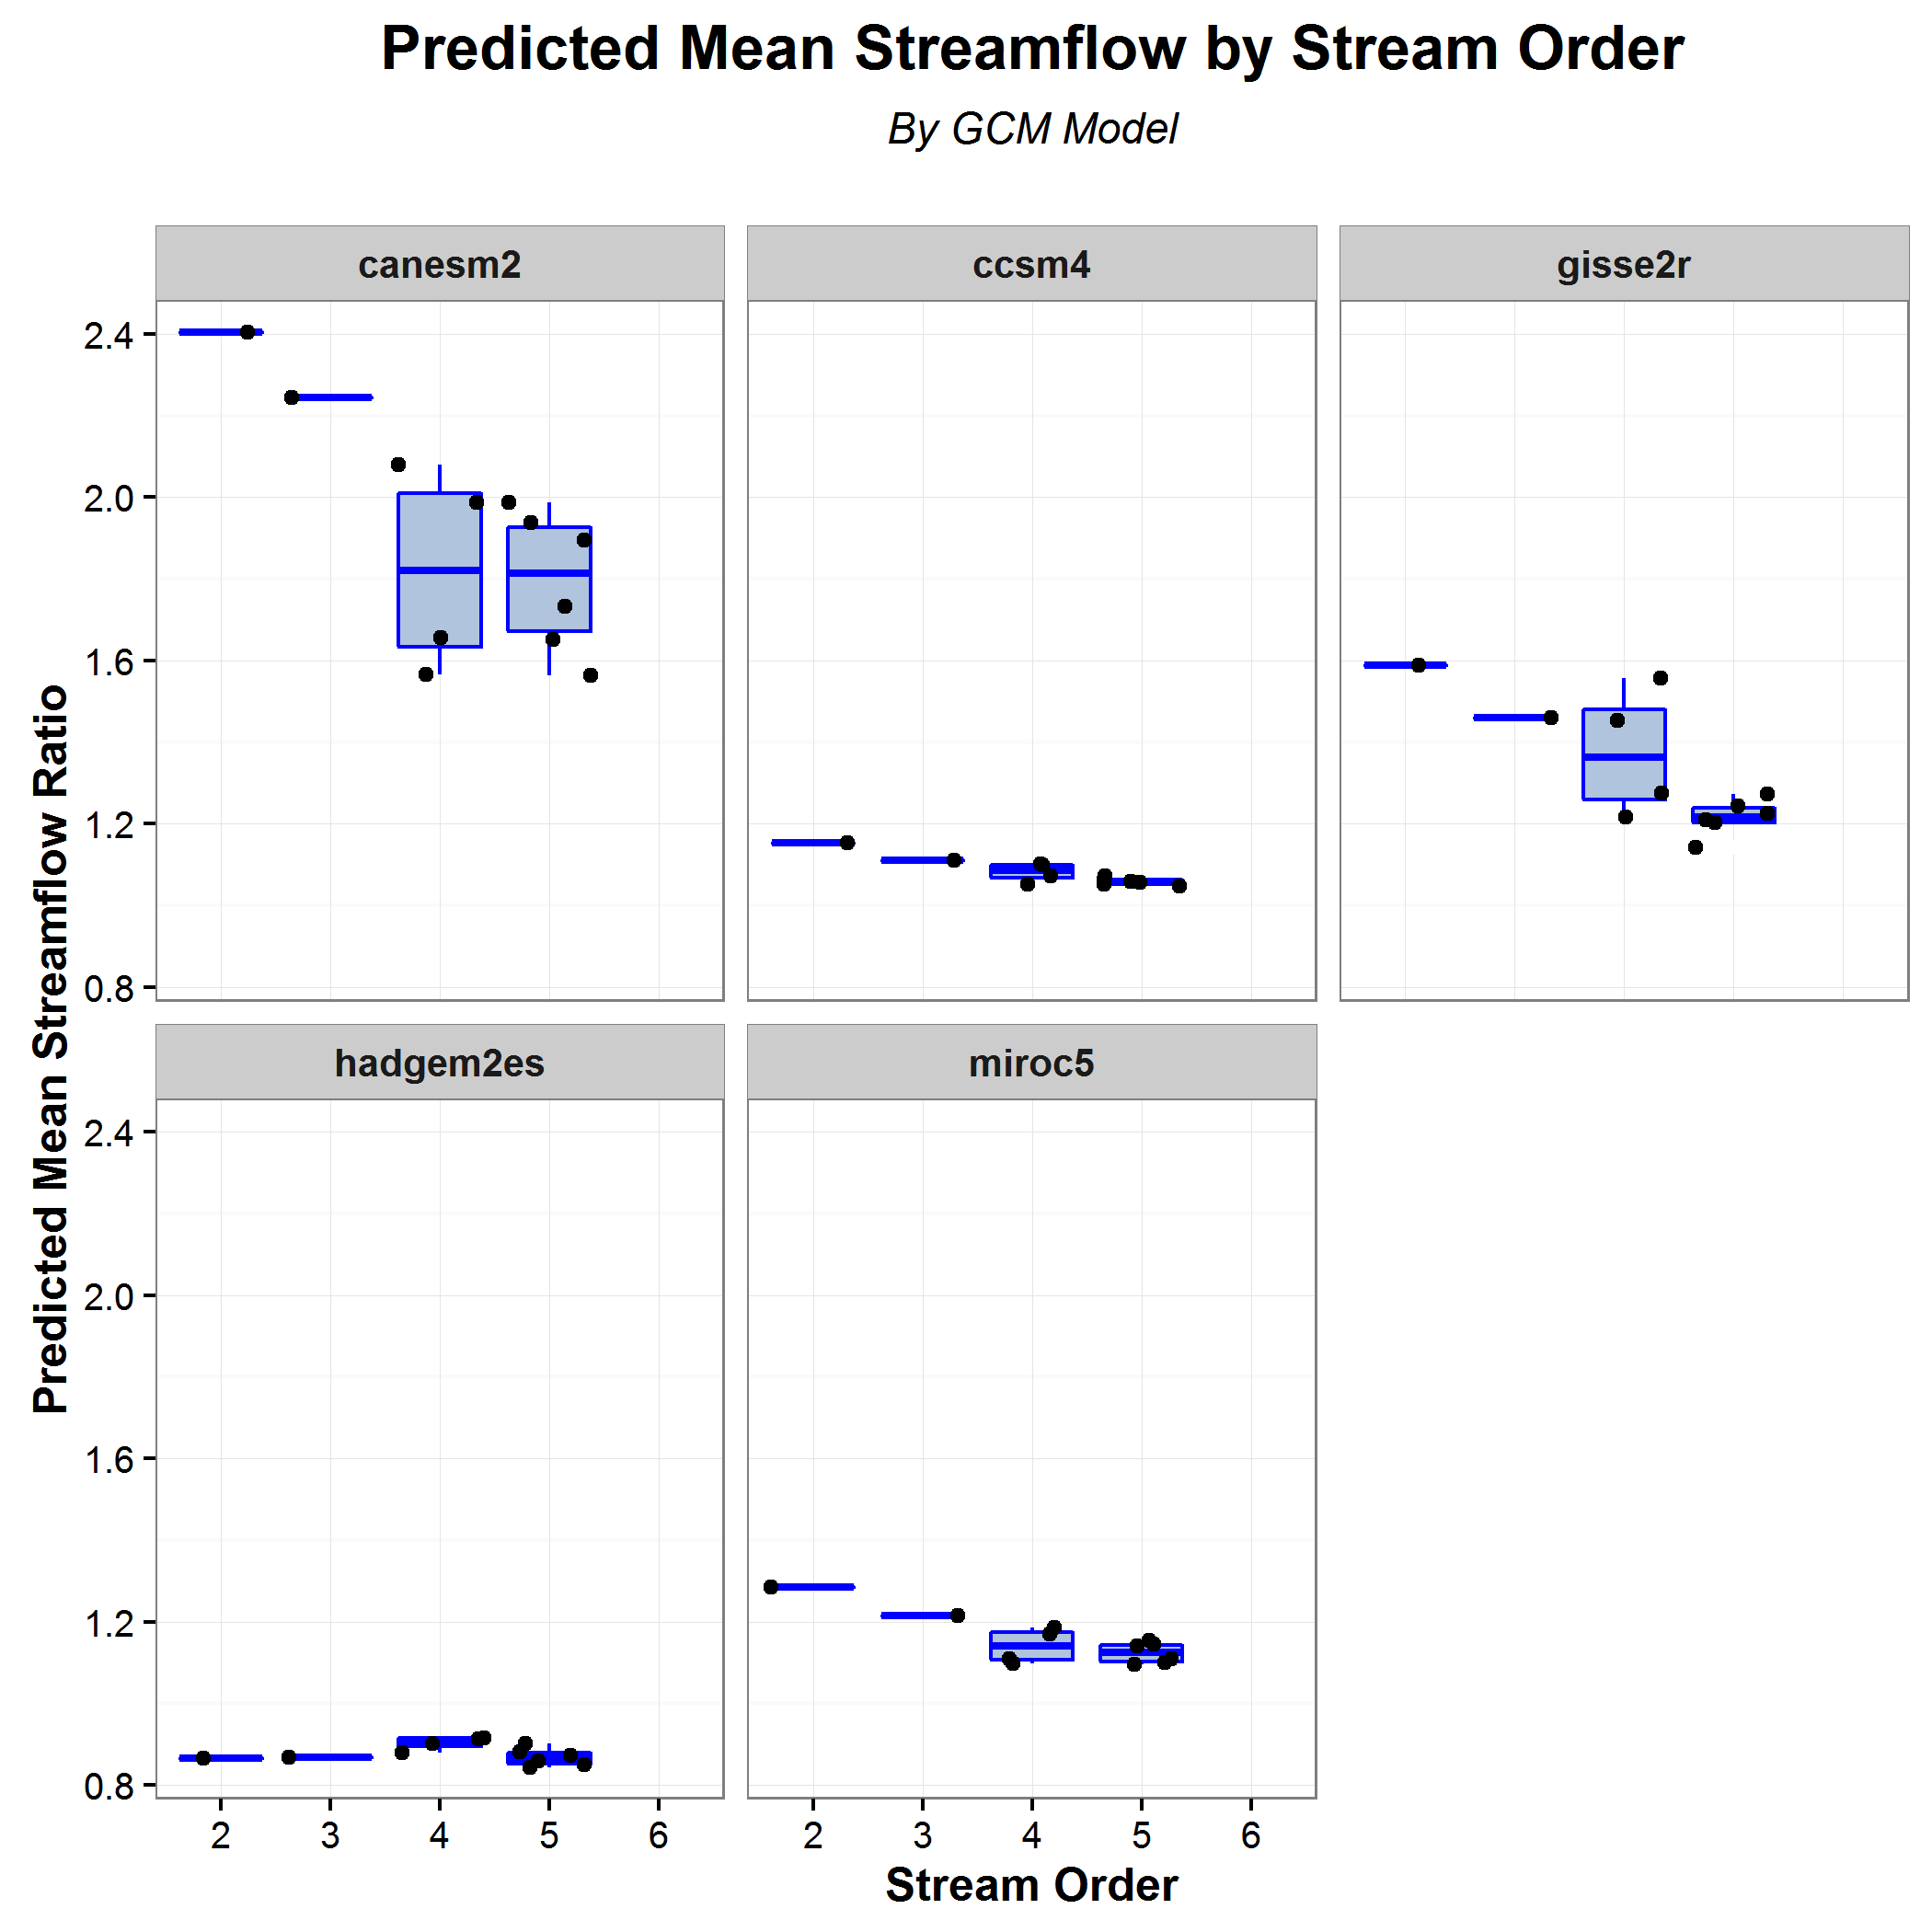 Predicted Mean Streamflow by Stream Order
By GCM Model
canesm2
ccsm4
gisse2r
2.4
2.0
1.6
1.2
0.8
Predicted Mean Streamflow Ratio
hadgem2es
miroc5
2.4
2.0
1.6
1.2
0.8
2 3 4 5 6
2 3 4 5 6
Stream Order